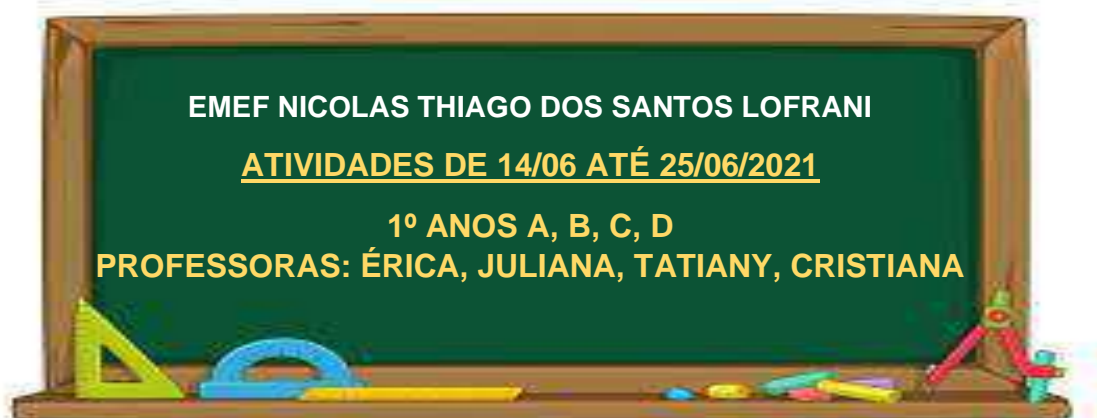 EMEF NICOLAS THIAGO DOS SANTOS LOFRANI
ATIVIDADES DE 14/06 ATÉ 25/06/2021
1º ANOS A, B, C, D
PROFESSORAS: ÉRICA, JULIANA, TATIANY, CRISTIANA